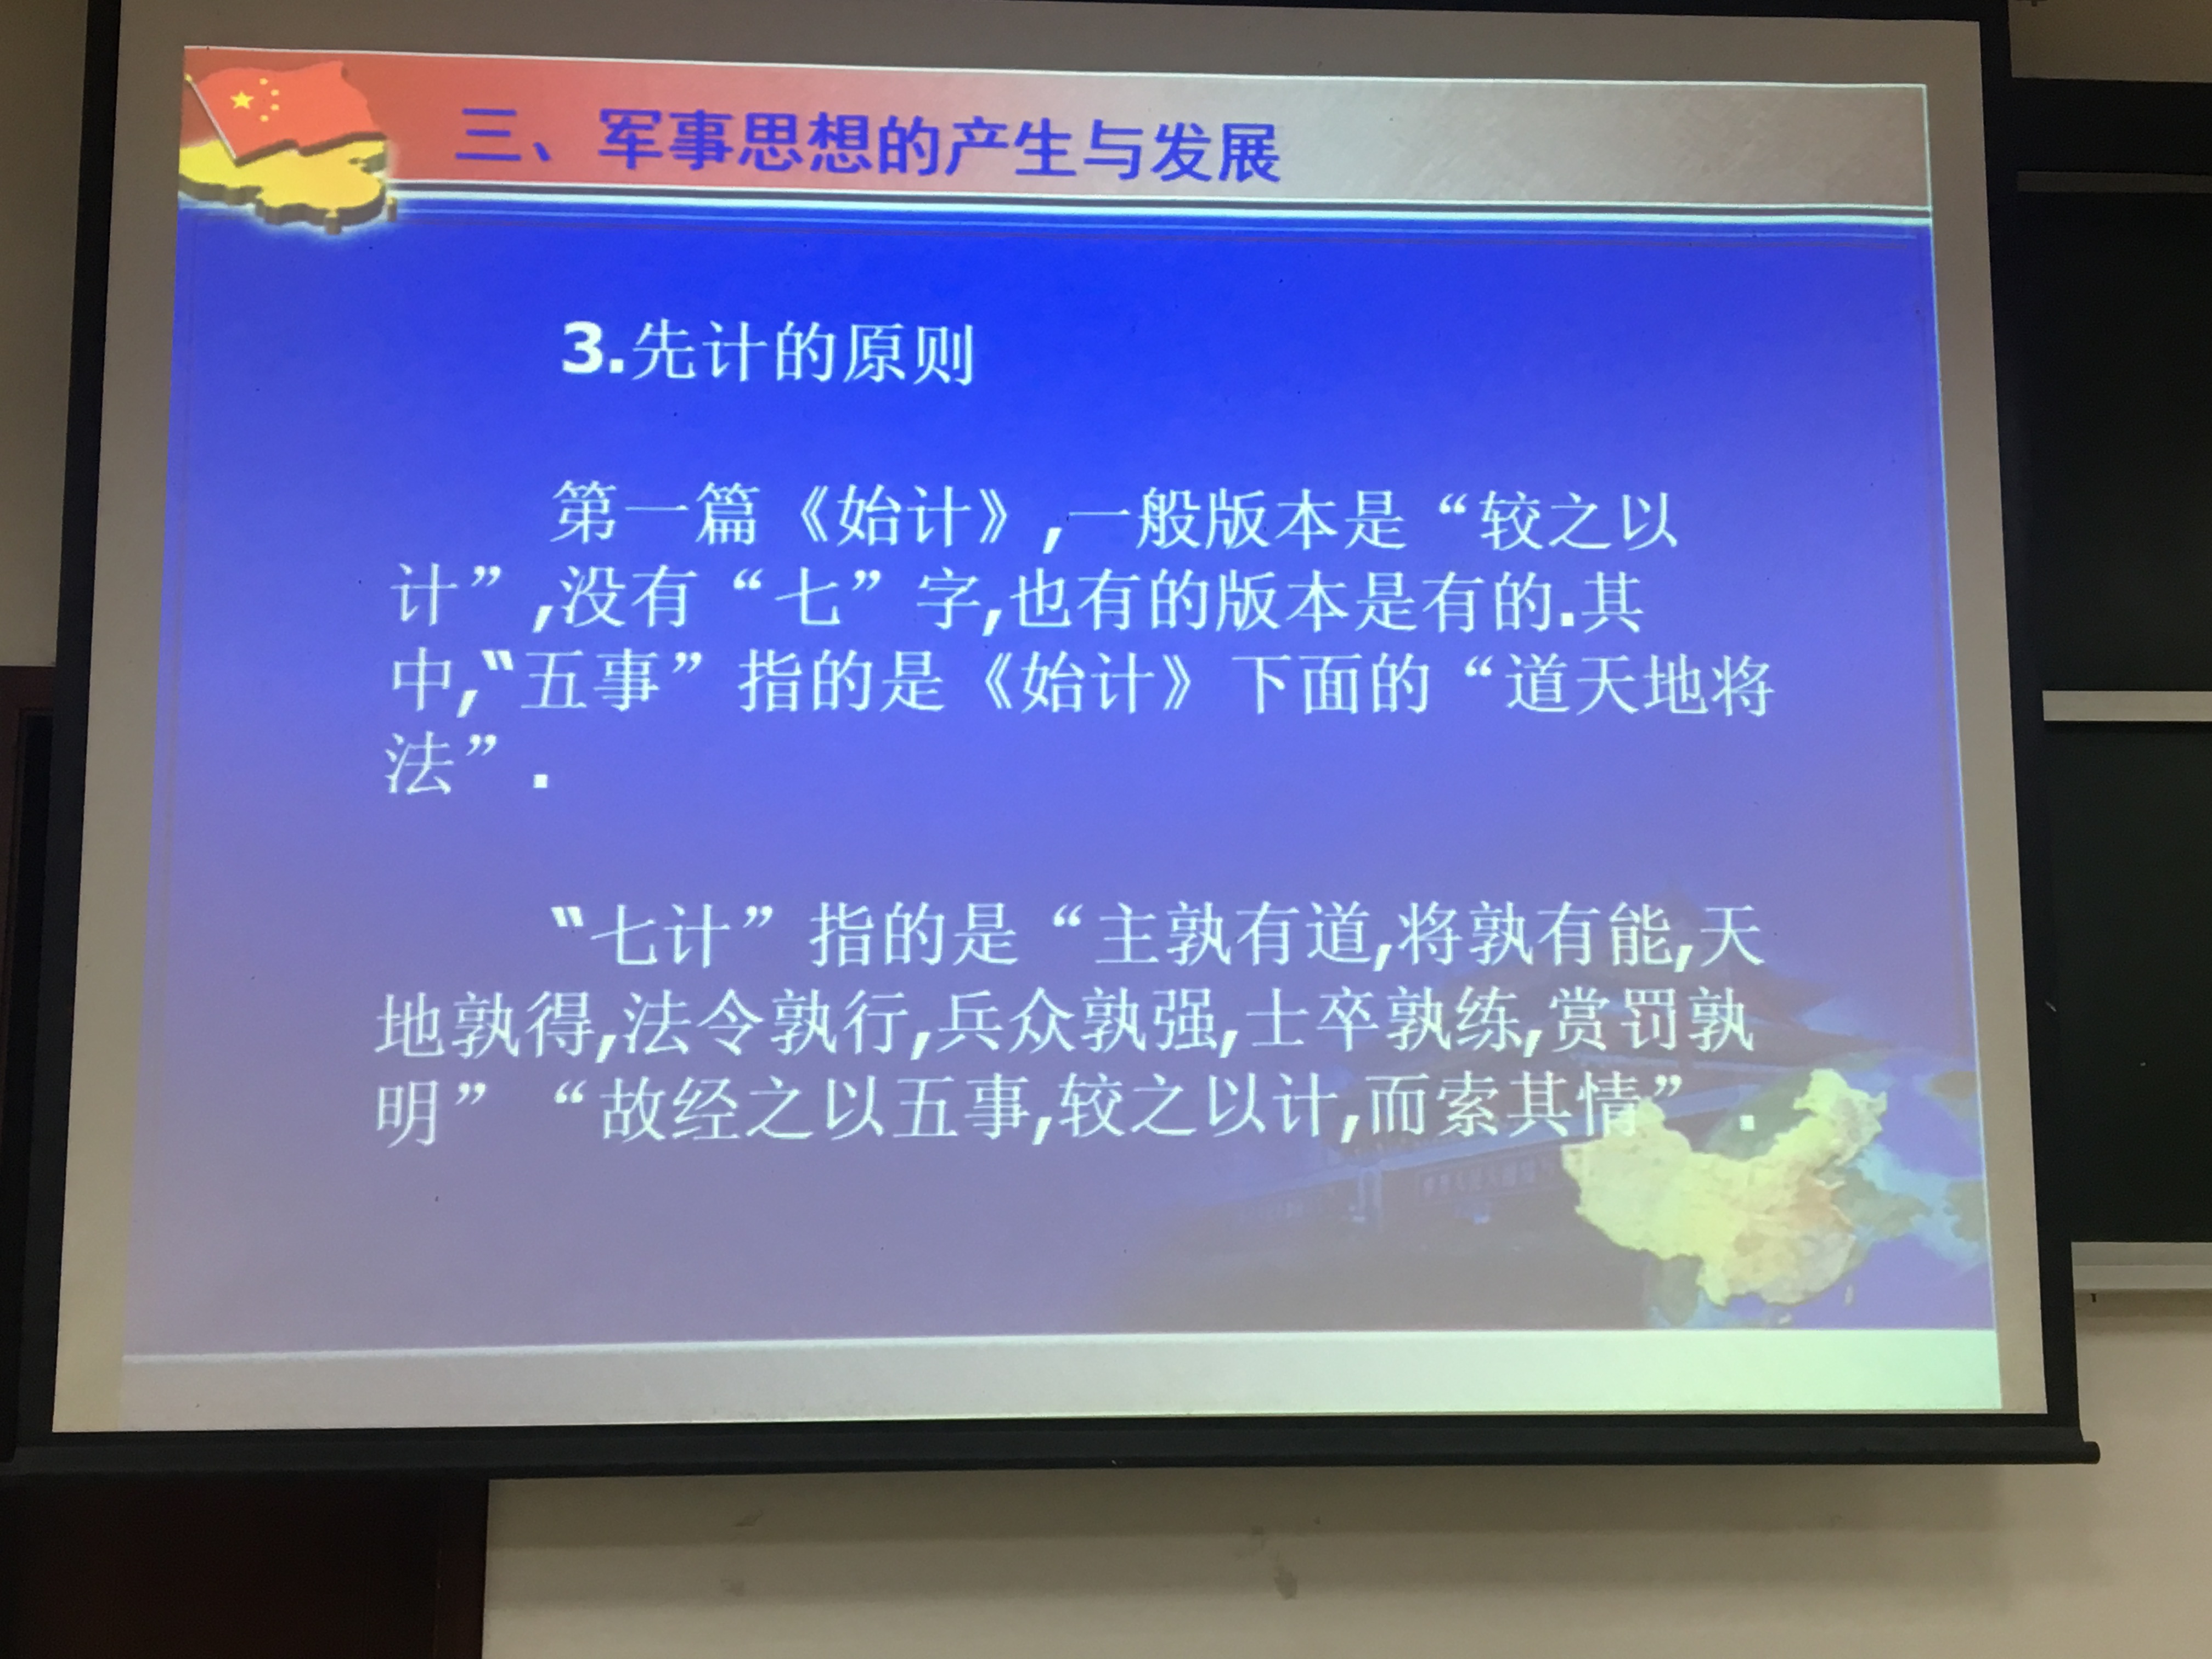 三、军事思想的产生与发展
3.先计的原则
第一篇《始计》,一般版本是“较之以
计”,没有“七”字,也有的版本是有的.其
中,“五事”指的是《始计》下面的“道天地将
法”.
“七计”指的是“主孰有道,将孰有能,天
地孰得,法令孰行,兵众孰强,士卒孰练,赏罚孰
明”“故经之以五事,较之以计,而索其情”.